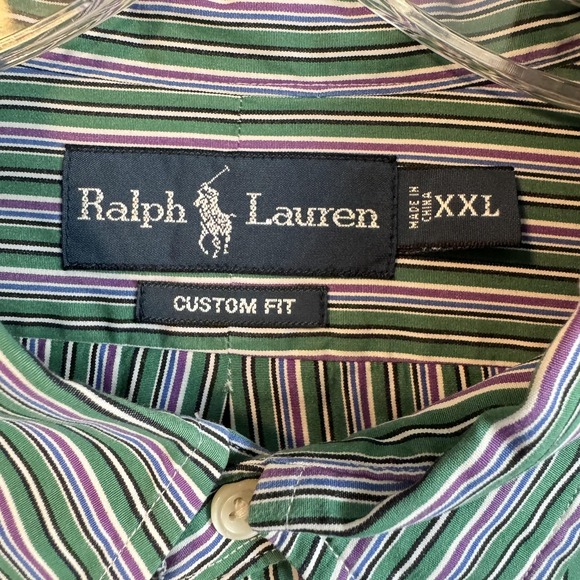 Ralph Lauren
MADE IN
CHINA
XXL
CUSTOM FIT